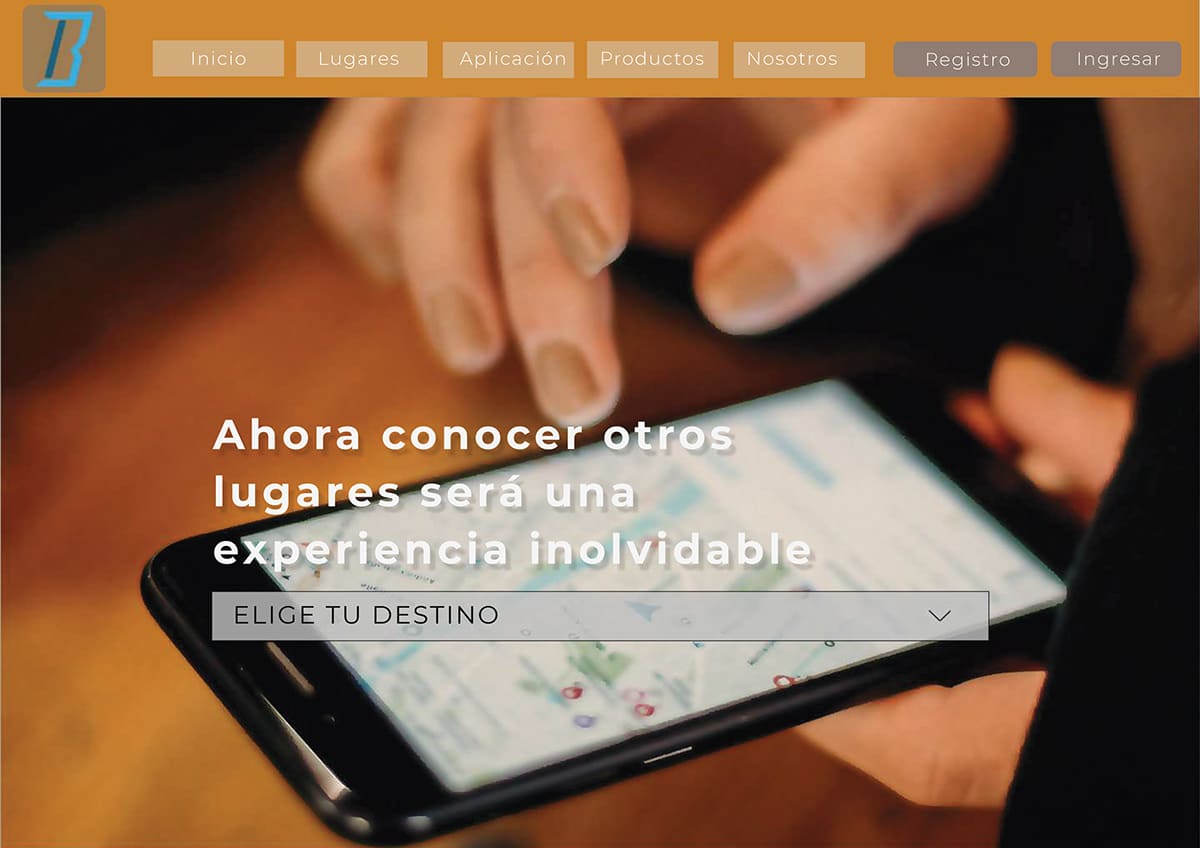 B
Inicio
Lugares
Aplicación
Productos
Nosotros
Registro
Ingresar
Ahora conocer otros
lugares será una
experiencia inolvidable
ELIGE TU DESTINO